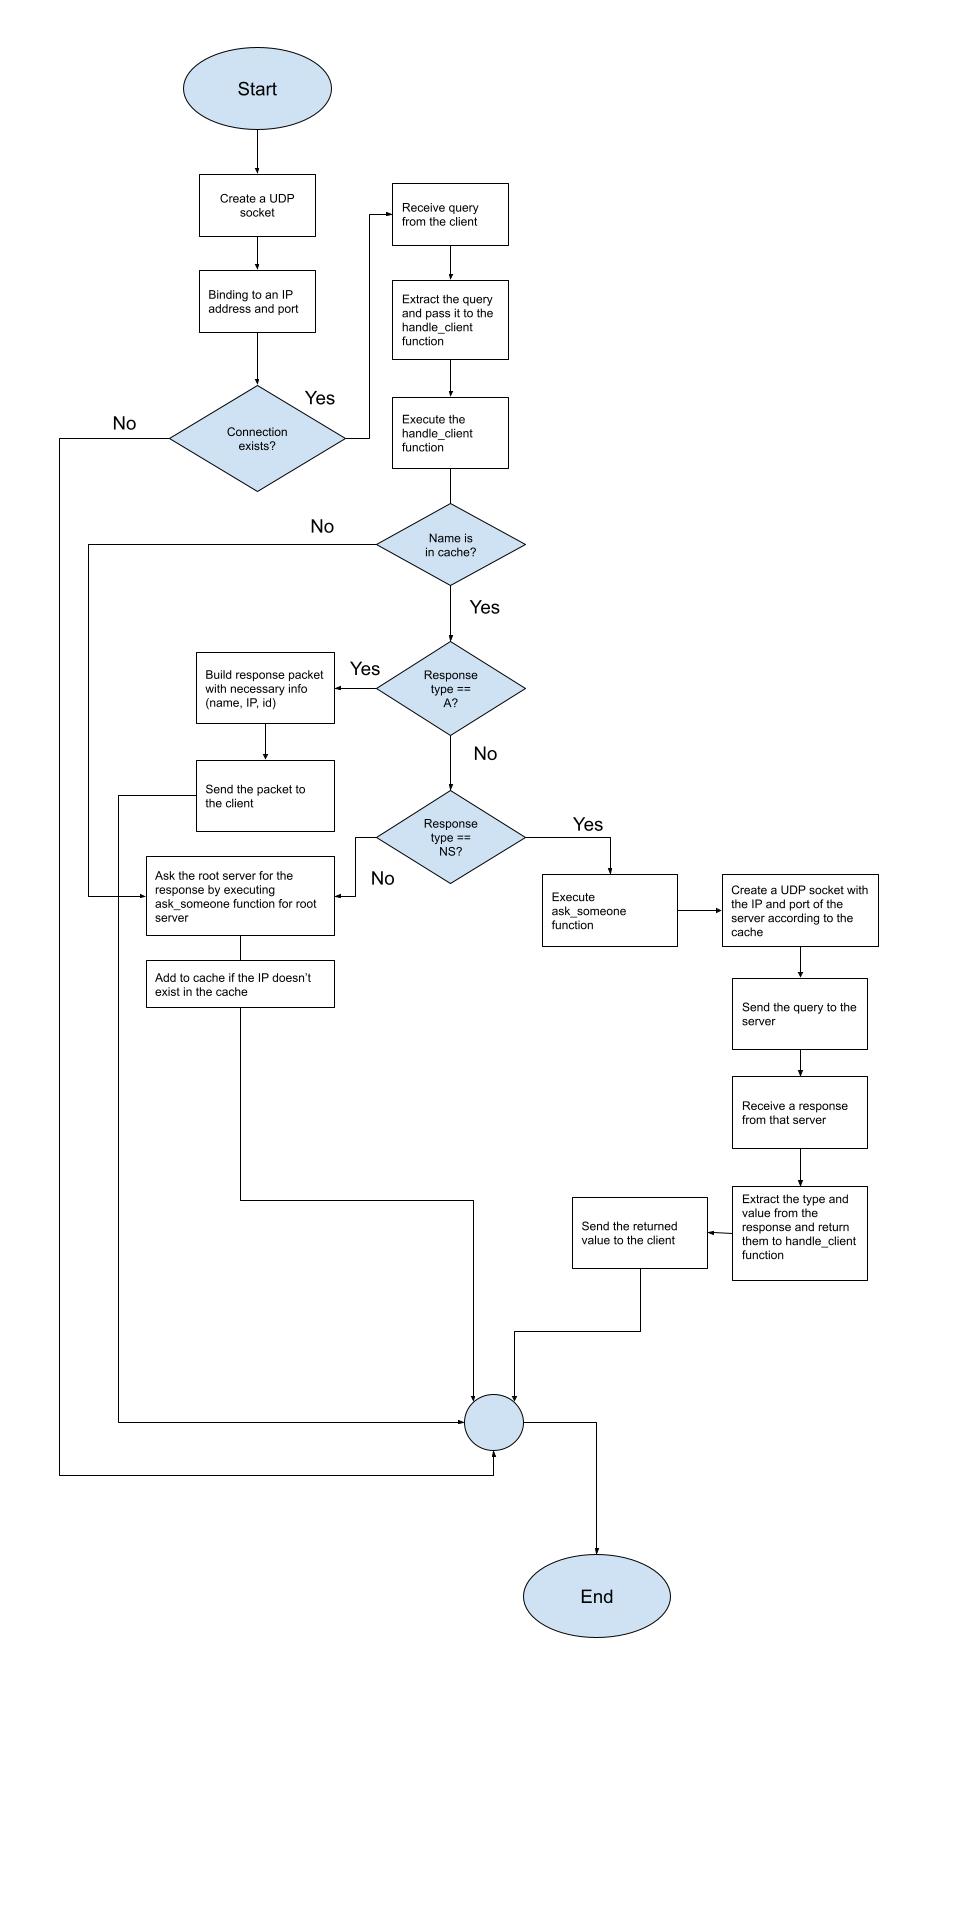 Start
Create a UDP
socket
Binding to an IP
address and port
Connection
exists?
No
Yes
Receive query
from the client
Extract the query
and pass it to the
handle_client
function
Execute the
handle_client
function
Name is
in cache?
No
Yes
Response
type ==
A?
Yes
Build response packet
with necessary info
(name, IP, id)
Send the packet to
the client
No
Response
type ==
NS?
No
Ask the root server for the
response by executing
ask_someone function for root
server
Add to cache if the IP doesn't
exist in the cache
Yes
Execute
ask_someone
function
Create a UDP socket with
the IP and port of the
server according to the
cache
Send the query to the
server
Receive a response
from that server
Extract the type and
value from the
response and return
them to handle_client
function
Send the returned
value to the client
End